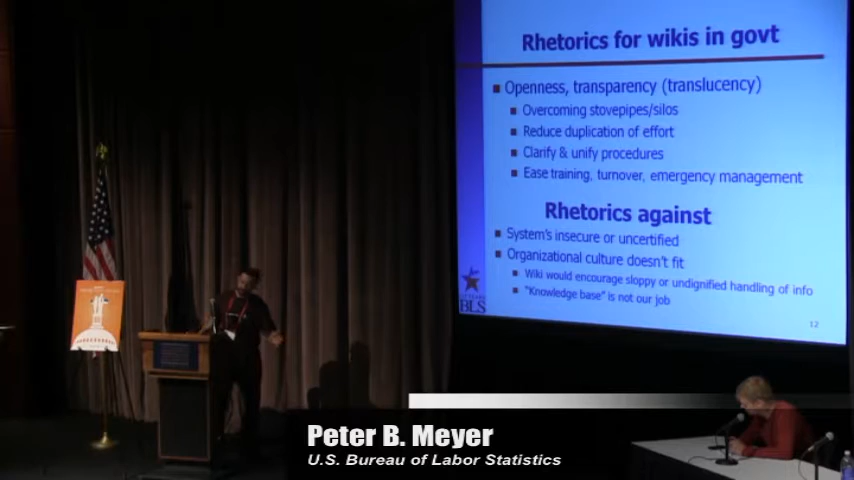 Rhetorics for wikis in govt
Openness, transparency (translucency)
Overcoming stovepipes/silos
Reduce duplication of effort
Clarify & unify procedures
Ease training, turnover, emergency management
Rhetorics against
System's insecure or uncertified
Organizational culture doesn't fit
Wiki would encourage sloppy or undignified handling of info
"Knowledge base" is not our job
BLS
12
Peter B. Meyer
U.S. Bureau of Labor Statistics